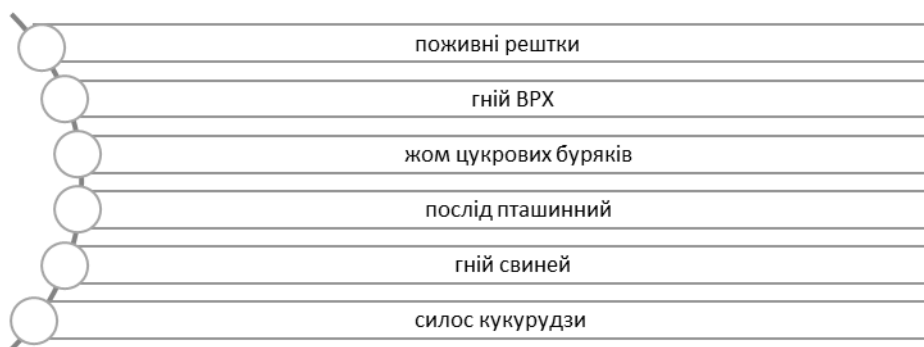 поживні рештки
гній ВРХ
жом цукрових буряків
послід пташинний
гній свиней
силос кукурудзи